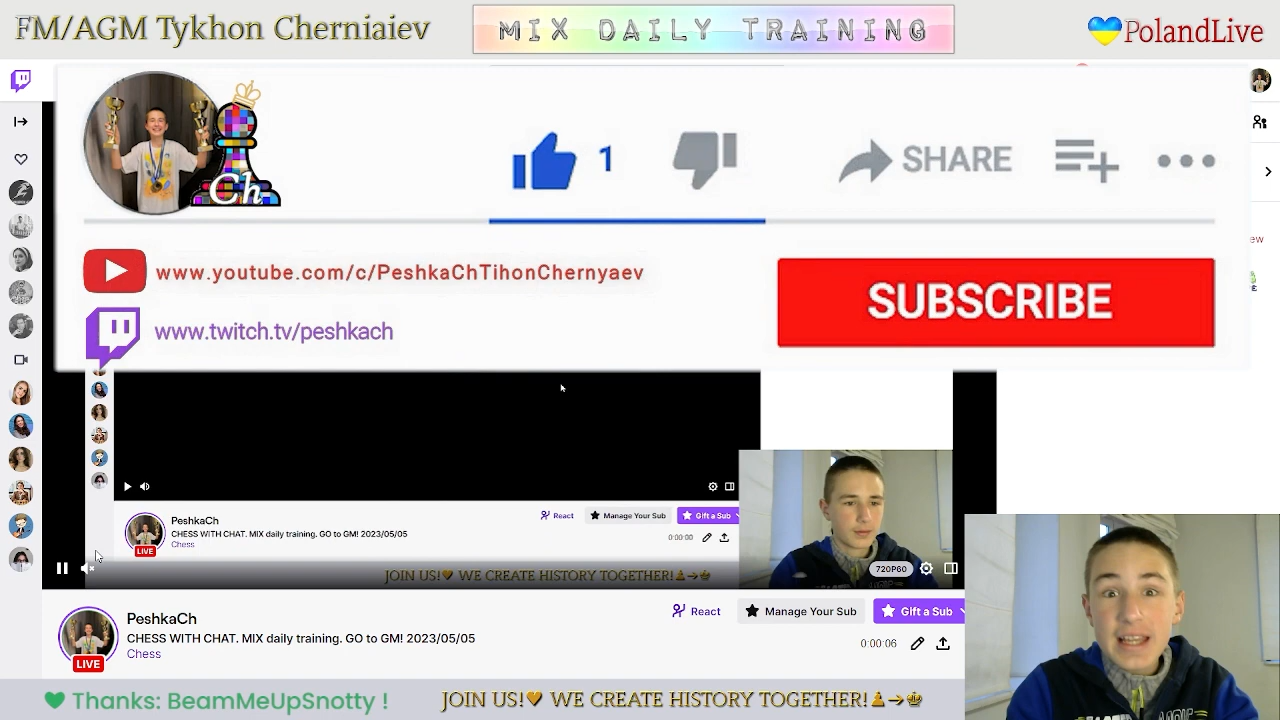 FM/AGM Tykhon Cherniaiev
MIX DAILY TRAINING
PolandLive
Ch
1
SHARE
www.youtube.com/c/PeshkaChTihonChernyaev
SUBSCRIBE
www.twitch.tv/peshkach
ew
PeshkaCh
CHESS WITH CHAT. MIX daily training. GO to GM! 2023/05/05
Chess
LIVE
React
Manage Your Sub
Gift a Sub
0:00:00
JOIN US! WE CREATE HISTORY TOGETHER!
720P60
PeshkaCh
CHESS WITH CHAT. MIX daily training. GO to GM! 2023/05/05
Chess
LIVE
React
Manage Your Sub
Gift a Sub
0:00:06
Thanks: BeamMeUpSnotty !
JOIN US! WE CREATE HISTORY TOGETHER!